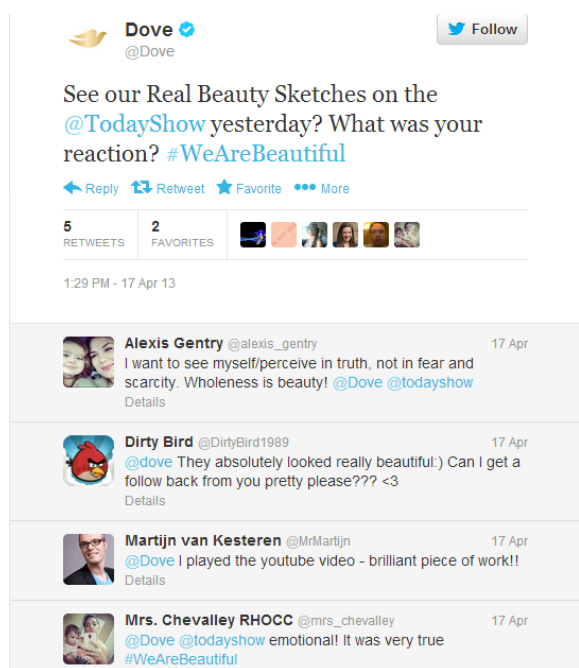 Dove
Follow
@Dove
See our Real Beauty Sketches on the
@TodayShow yesterday? What was your
reaction? #WeAreBeautiful
Reply Retweet Favorite More
5 2
RETWEETS FAVORITES
1:29 PM - 17 Apr 13
Alexis Gentry @alexis_gentry 17 Apr
I want to see myself/perceive in truth, not in fear and
scarcity. Wholeness is beauty! @Dove @todayshow
Details
Dirty Bird @DirtyBird1989 17 Apr
@dove They absolutely looked really beautiful:) Can I get a
follow back from you pretty please??? <3
Details
Martijn van Kesteren @MrMartijn 17 Apr
@Dove I played the youtube video - brilliant piece of work!!
Details
Mrs. Chevalley RHOCC @mrs_chevalley 17 Apr
@Dove @todayshow emotional! It was very true
#WeAreBeautiful